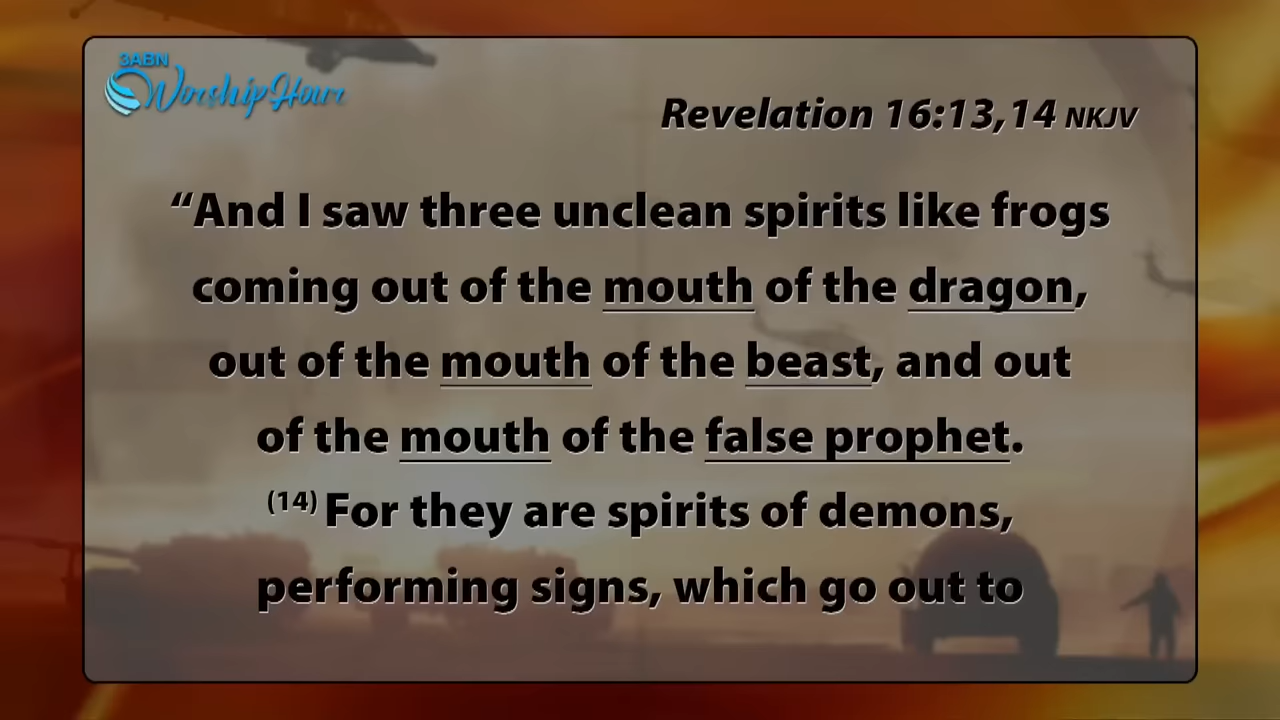 3ABN
Worship Hour
Revelation 16:13,14 NKJV
“And I saw three unclean spirits like frogs
coming out of the mouth of the dragon,
out of the mouth of the beast, and out
of the mouth of the false prophet.
(14) For they are spirits of demons,
performing signs, which go out to